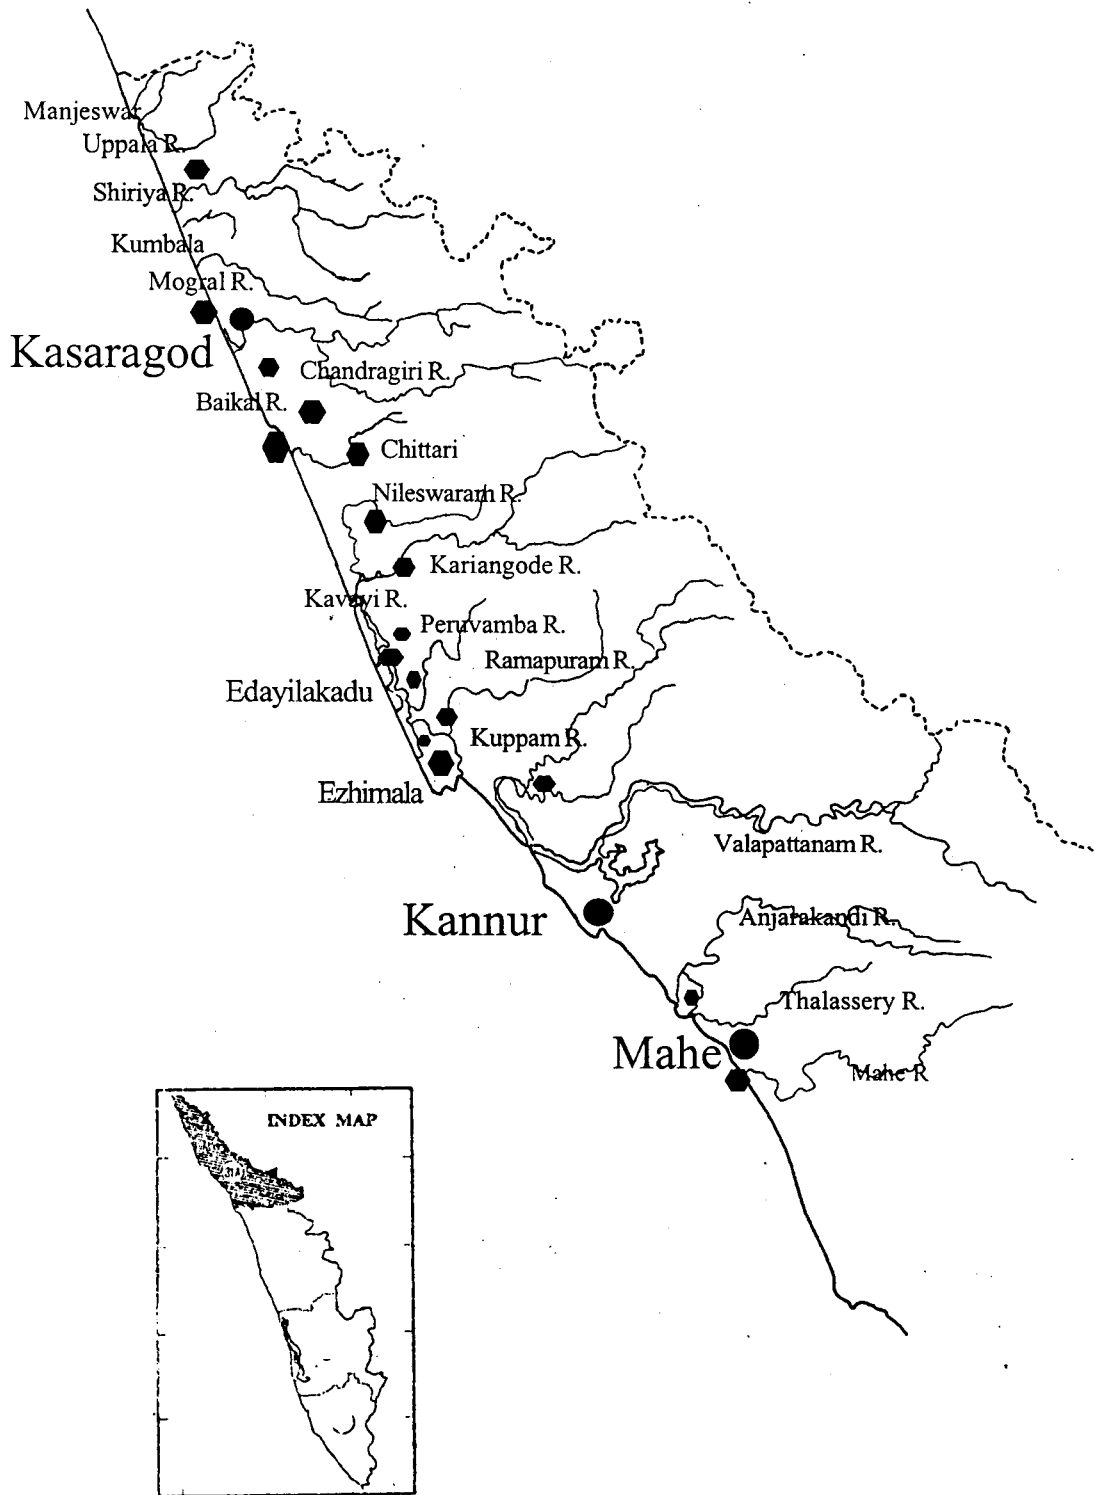 Manjeswar
Uppala R.
Shiriya R.
Kumbala
Mogral R.
Kasaragod
Chandragiri R.
Baikal R.
Chittari
Nileswaram R.
Kariangode R.
Kavayi R.
Peruvamba R.
Ramapuram R.
Edayilakadu
Kuppam R.
Ezhimala
Valapattanam R.
Kannur
Anjarakandi R.
Thalassery R.
Mahe
Mahe R
INDEX MAP